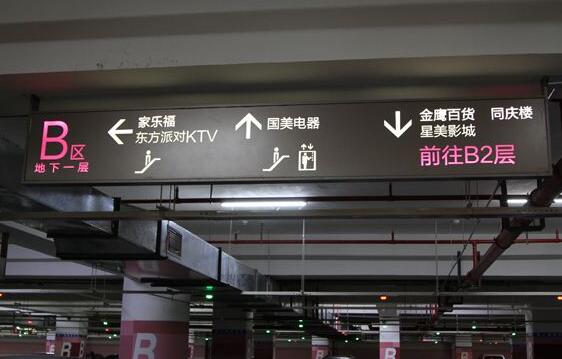 B区
地下一层
家乐福
东方派对KTV
国美电器
金鹰百货 同庆楼
星美影城
前往B2层
B
B
B